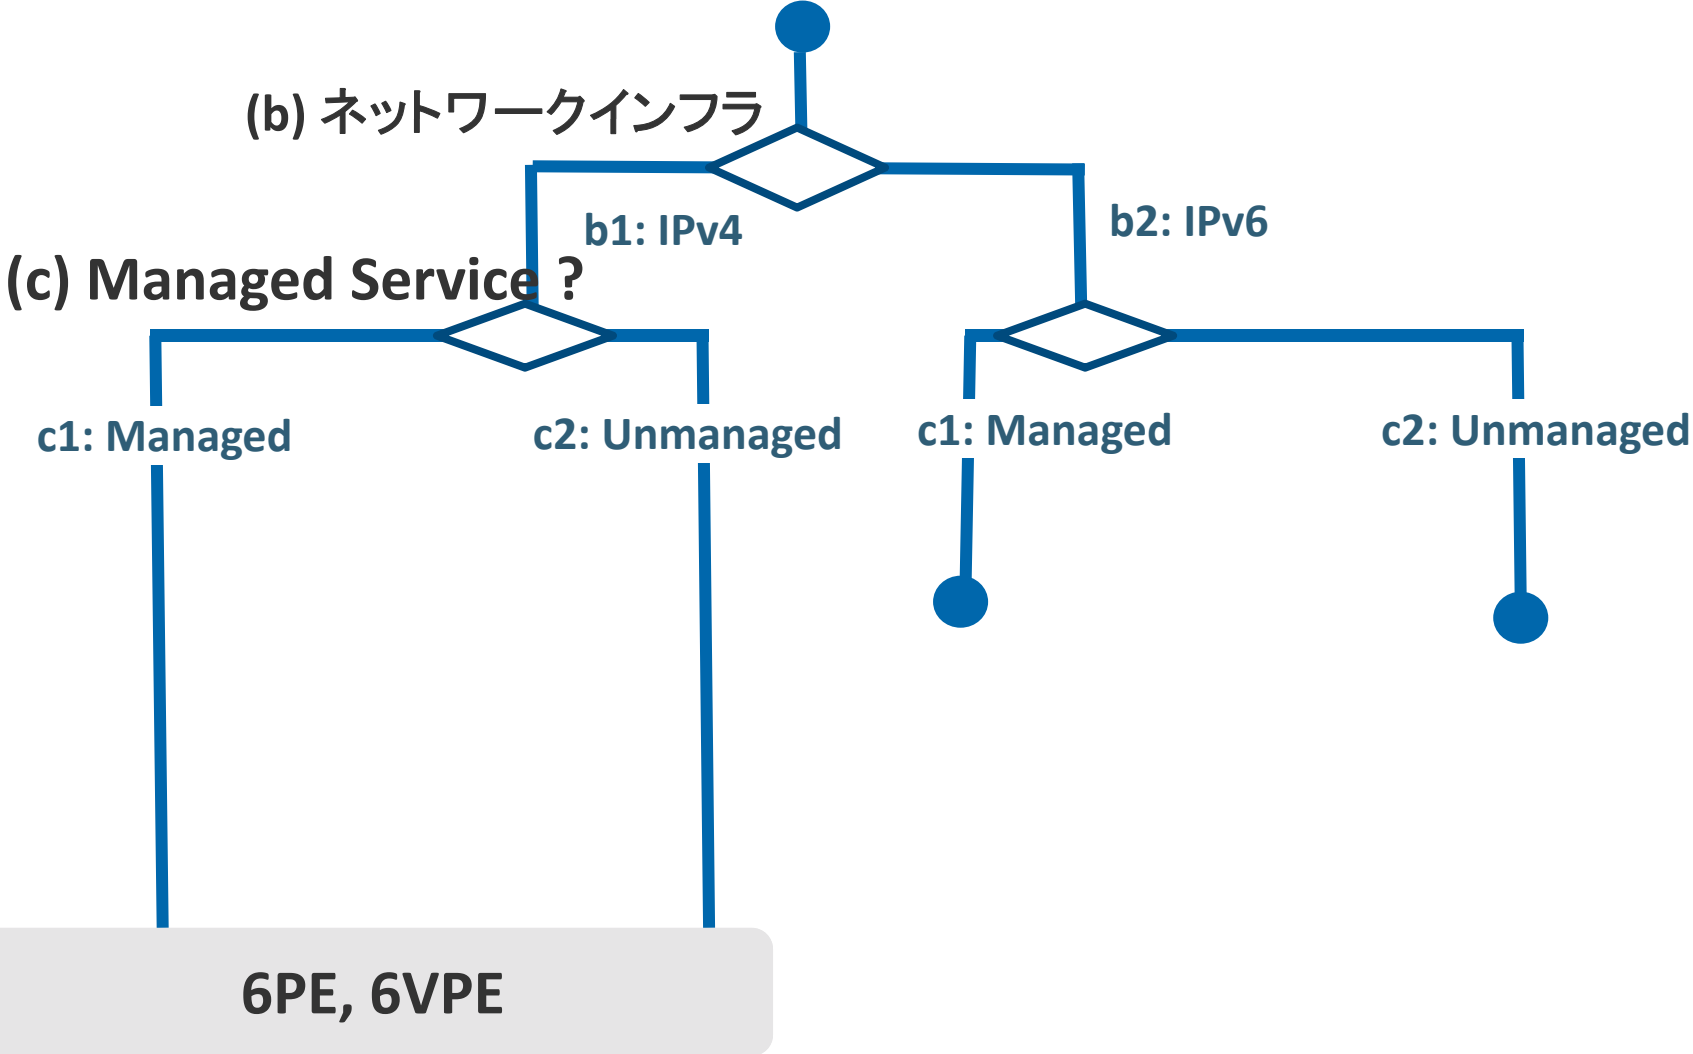 (b) ネットワークインフラ
b1: IPv4
b2: IPv6
(c) Managed Service ?
c1: Managed
c2: Unmanaged
c1: Managed
c2: Unmanaged
6PE, 6VPE